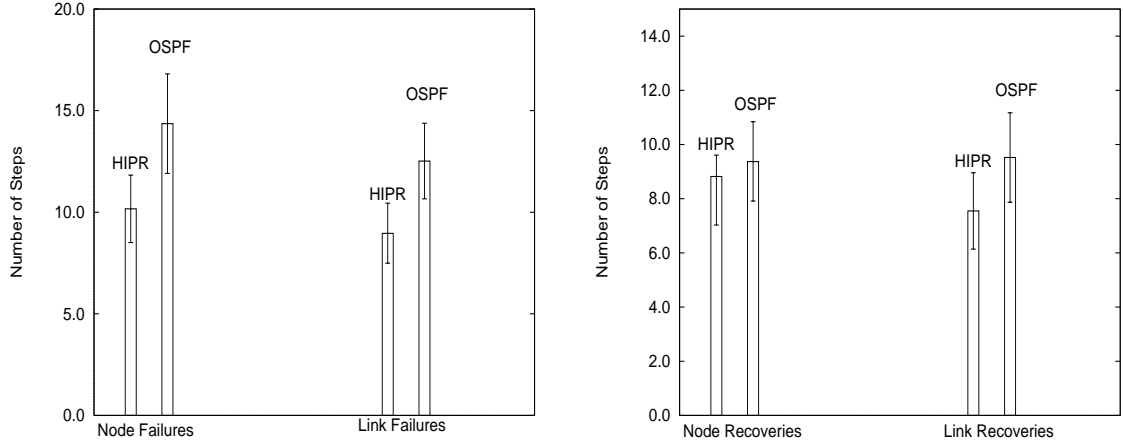 Number of Steps
20.0
15.0
10.0
5.0
0.0
HIPR
OSPF
HIPR
OSPF
Node Failures
Link Failures
Number of Steps
14.0
12.0
10.0
8.0
6.0
4.0
2.0
0.0
HIPR
OSPF
HIPR
OSPF
Node Recoveries
Link Recoveries